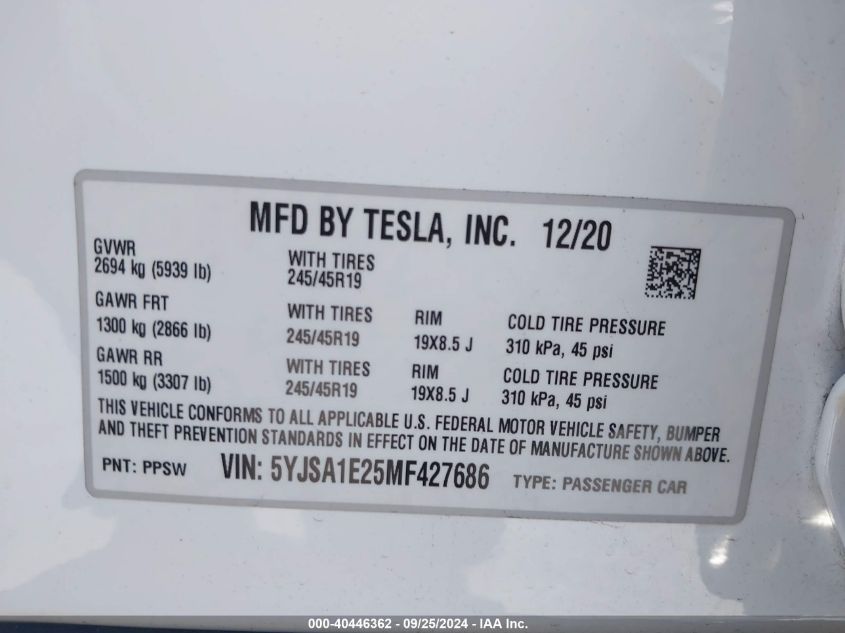 MFD BY TESLA, INC. 12/20
GVWR
2694 kg (5939 lb)
WITH TIRES
245/45R19
GAWR FRT
1300 kg (2866 lb)
WITH TIRES
245/45R19
RIM
19X8.5 J
COLD TIRE PRESSURE
310 kPa, 45 psi
GAWR RR
1500 kg (3307 lb)
WITH TIRES
245/45R19
RIM
19X8.5 J
COLD TIRE PRESSURE
310 kPa, 45 psi
THIS VEHICLE CONFORMS TO ALL APPLICABLE U.S. FEDERAL MOTOR VEHICLE SAFETY, BUMPER
AND THEFT PREVENTION STANDARDS IN EFFECT ON THE DATE OF MANUFACTURE SHOWN ABOVE.
PNT: PPSW VIN: 5YJSA1E25MF427686 TYPE: PASSENGER CAR
000-40446362 - 09/25/2024 - IAA Inc.